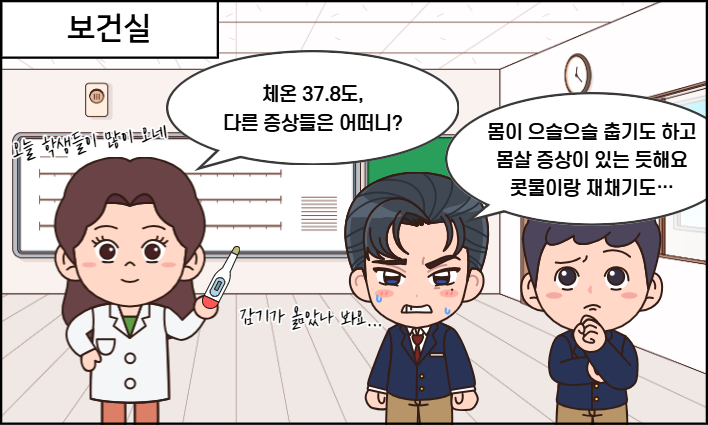 보건실
체온 37.8도,
다른 증상들은 어떠니?
오늘 학생들이 많이 오네
몸이 으슬으슬 춥기도 하고
몸살 증상이 있는 듯해요
콧물이랑 재채기도…
감기가 옮았나 봐요...